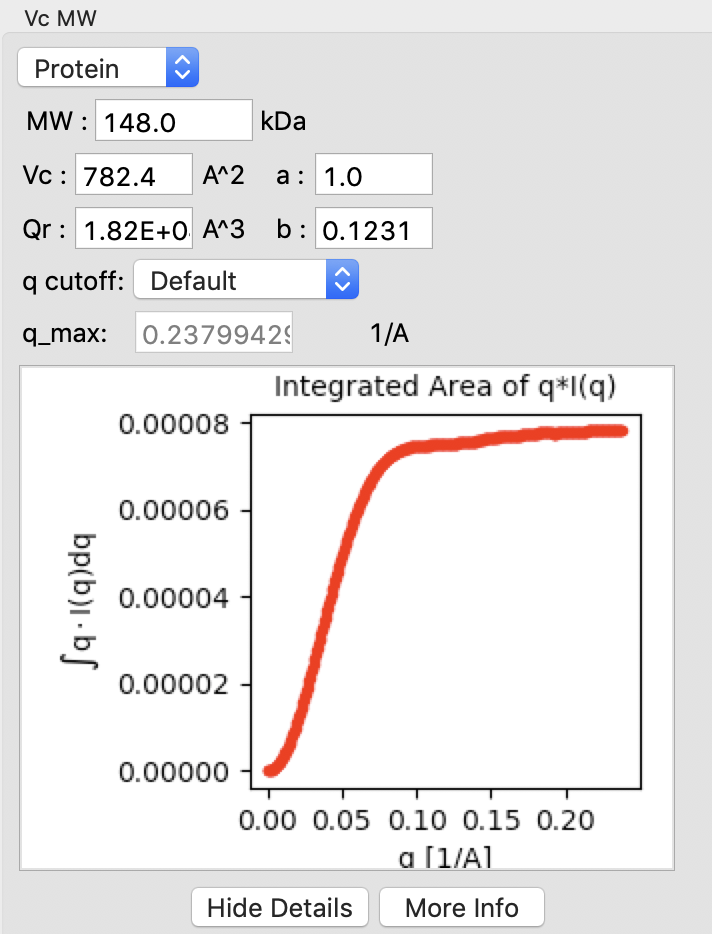 Vc MW
Protein
MW : 148.0 kDa
Vc : 782.4 A^2 a : 1.0
Qr : 1.82E+0 A^3 b : 0.1231
q cutoff: Default
q_max: 0.2379942 1/A
Integrated Area of q*I(q)
0.00008
0.00006
0.00004
0.00002
0.00000
∫q · I(q)dq
0.00 0.05 0.10 0.15 0.20
q [1/A]
Hide Details More Info